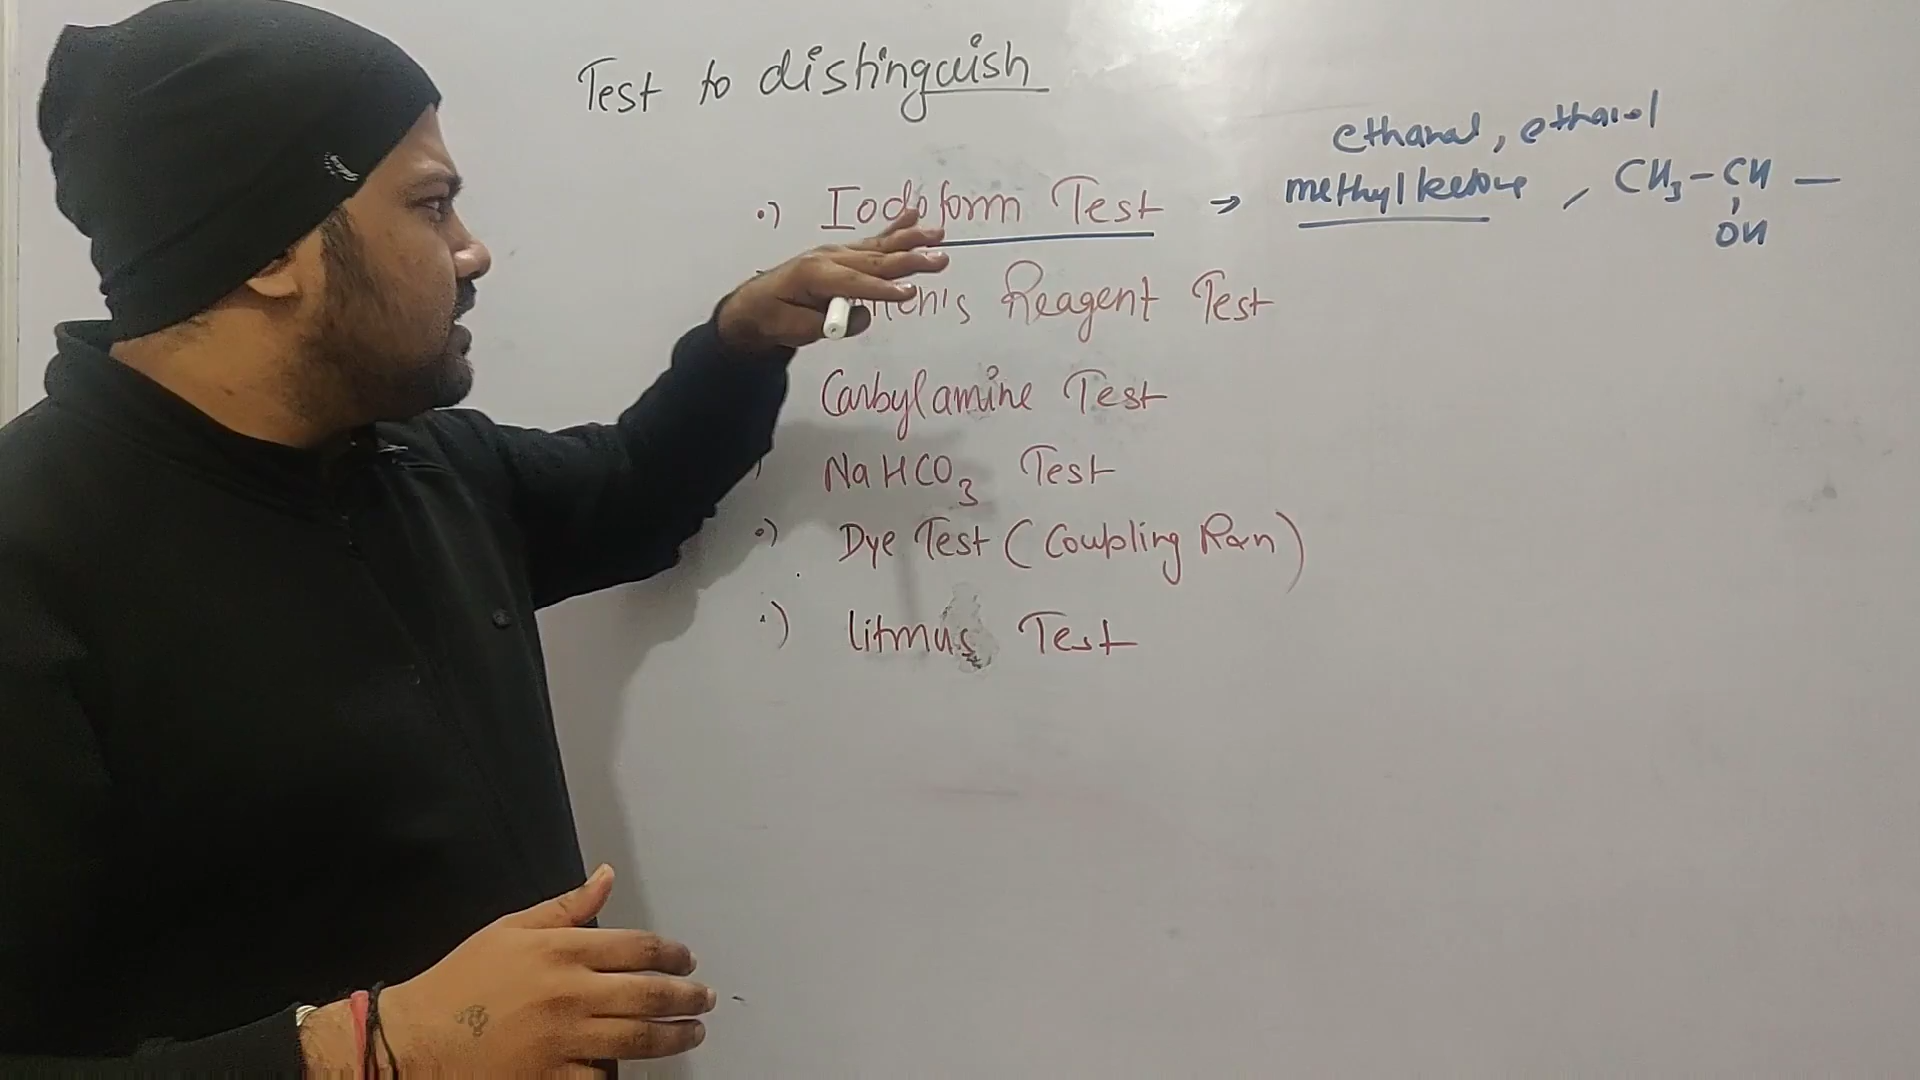 Test to distinguish
ethanal, ethanol
•) Iodoform Test → methyl ketone, CH₃-CH-
OH
Reagent Test
Carbylamine Test
NaHCO₃ Test
•) Dye Test (Coupling Rxn)
•) litmus Test